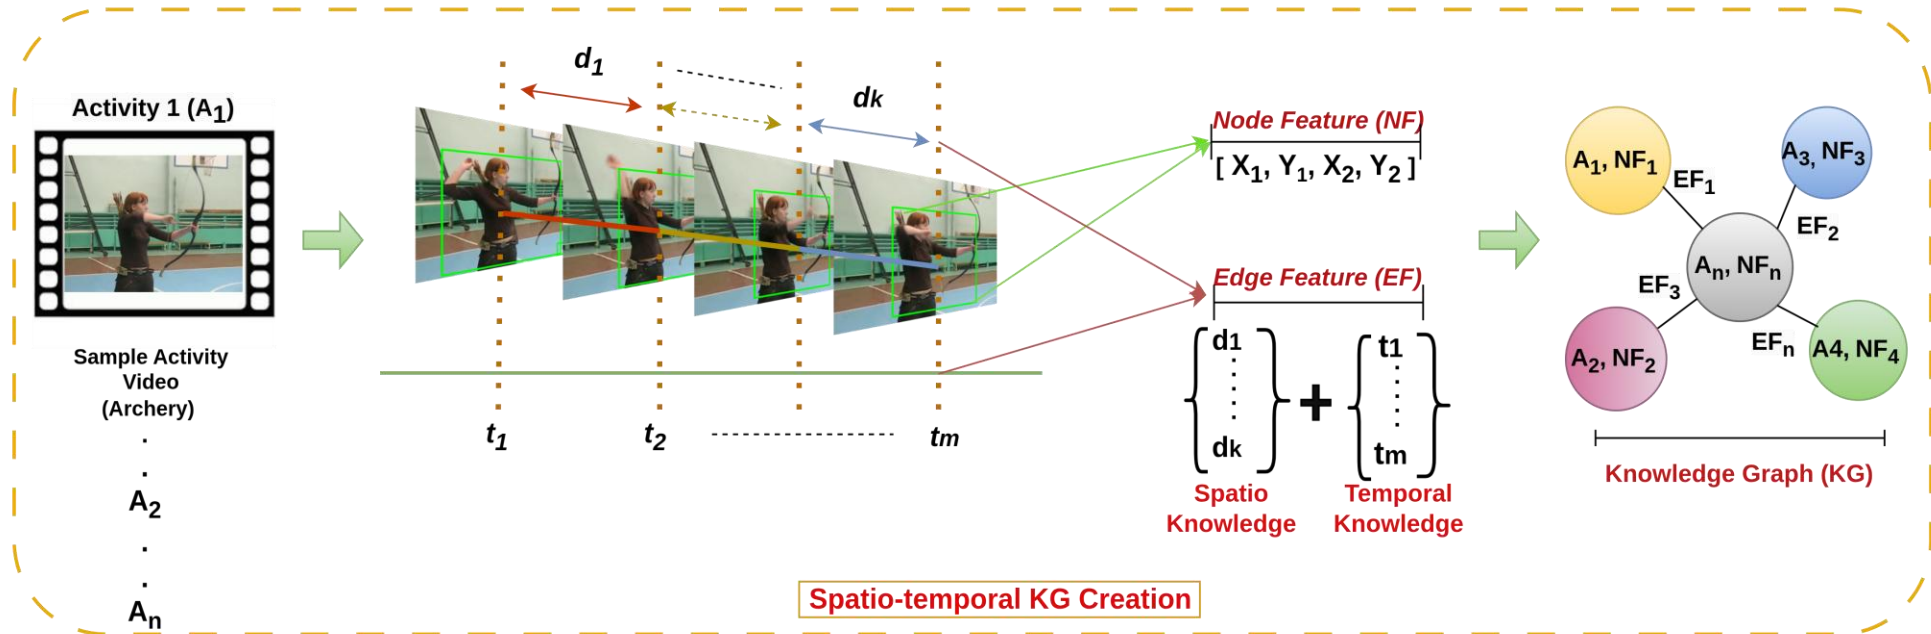 Activity 1 (A1)
Sample Activity
Video
(Archery)
A2
An
d1
dk
t1
t2
tm
Node Feature (NF)
[ X1, Y1, X2, Y2 ]
Edge Feature (EF)
d1
dk
+
t1
tm
Spatio
Knowledge
Temporal
Knowledge
A1, NF1
A3, NF3
EF1
EF2
An, NFn
EF3
EFn
A2, NF2
A4, NF4
Knowledge Graph (KG)
Spatio-temporal KG Creation